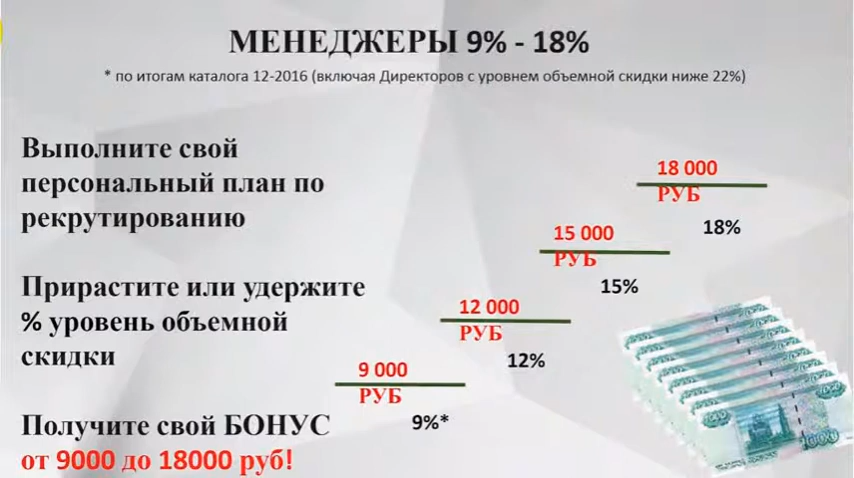 МЕНЕДЖЕРЫ 9% - 18%
* по итогам каталога 12-2016 (включая Директоров с уровнем объемной скидки ниже 22%)
Выполните свой
персональный план по
рекрутированию
Прирастите или удержите
% уровень объемной
скидки
Получите свой БОНУС
от 9000 до 18000 руб!
9 000
РУБ
9%*
12 000
РУБ
12%
15 000
РУБ
15%
18 000
РУБ
18%
1000